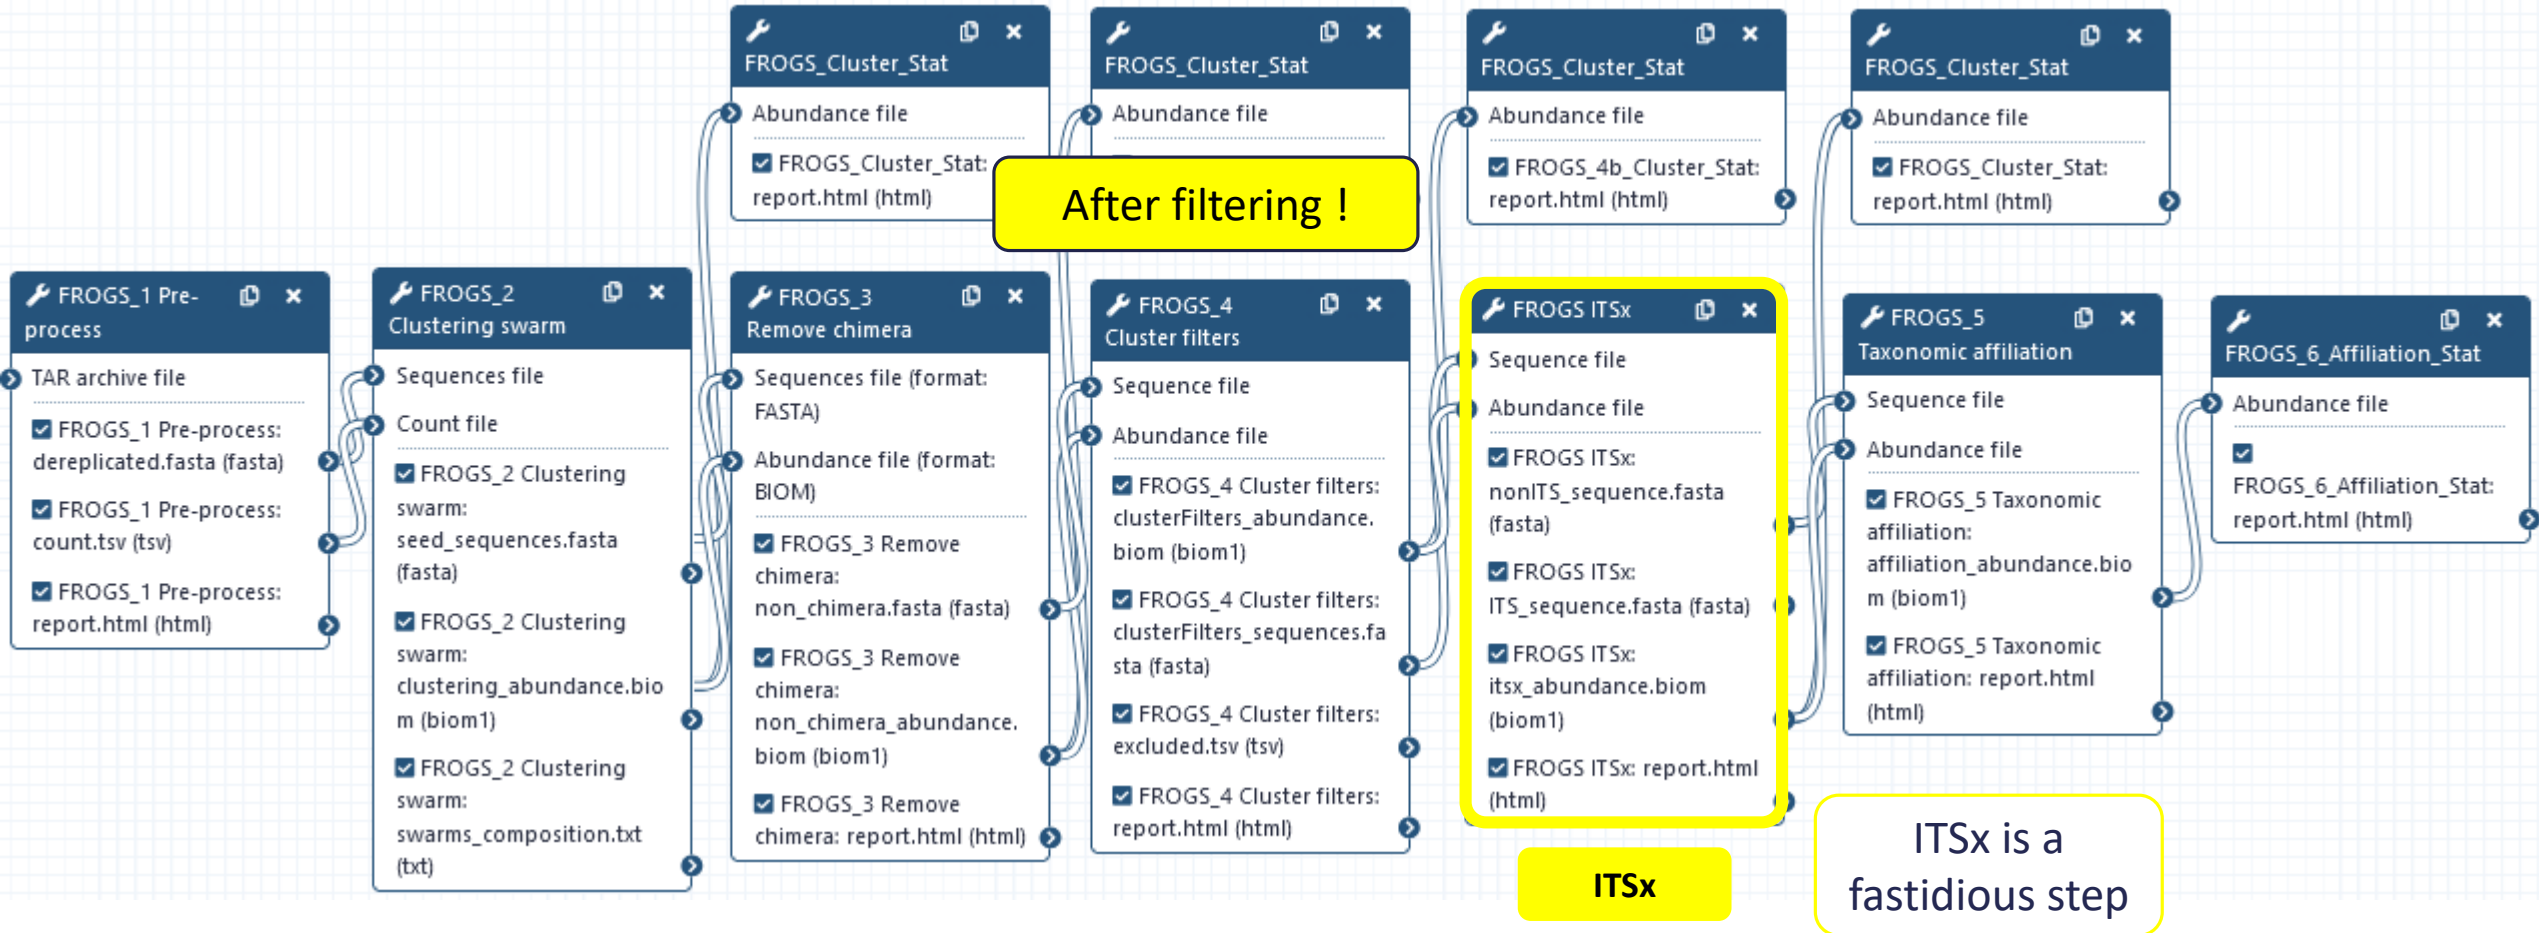 FROGS_Cluster_Stat
Abundance file
FROGS_Cluster_Stat:
report.html (html)
FROGS_Cluster_Stat
Abundance file
After filtering !
FROGS_Cluster_Stat
Abundance file
FROGS_4b_Cluster_Stat:
report.html (html)
FROGS_Cluster_Stat
Abundance file
FROGS_Cluster_Stat:
report.html (html)
FROGS_1 Pre-
process
TAR archive file
FROGS_1 Pre-process:
dereplicated.fasta (fasta)
FROGS_1 Pre-process:
count.tsv (tsv)
FROGS_1 Pre-process:
report.html (html)
FROGS_2
Clustering swarm
Sequences file
Count file
FROGS_2 Clustering
swarm:
seed_sequences.fasta
(fasta)
FROGS_2 Clustering
swarm:
clustering_abundance.bio
m (biom1)
FROGS_2 Clustering
swarm:
swarms_composition.txt
(txt)
FROGS_3
Remove chimera
Sequences file (format:
FASTA)
Abundance file (format:
BIOM)
FROGS_3 Remove
chimera:
non_chimera.fasta (fasta)
FROGS_3 Remove
chimera:
non_chimera_abundance.
biom (biom1)
FROGS_3 Remove
chimera: report.html (html)
FROGS_4
Cluster filters
Sequence file
Abundance file
FROGS_4 Cluster filters:
clusterFilters_abundance.
biom (biom1)
FROGS_4 Cluster filters:
clusterFilters_sequences.fa
sta (fasta)
FROGS_4 Cluster filters:
excluded.tsv (tsv)
FROGS_4 Cluster filters:
report.html (html)
FROGS ITSx
Sequence file
Abundance file
FROGS ITSx:
nonITS_sequence.fasta
(fasta)
FROGS ITSx:
ITS_sequence.fasta (fasta)
FROGS ITSx:
itsx_abundance.biom
(biom1)
FROGS ITSx: report.html
(html)
ITSx
FROGS_5
Taxonomic affiliation
Sequence file
Abundance file
FROGS_5 Taxonomic
affiliation:
affiliation_abundance.bio
m (biom1)
FROGS_5 Taxonomic
affiliation: report.html
(html)
ITSx is a
fastidious step
FROGS_6_Affiliation_Stat
Abundance file
FROGS_6_Affiliation_Stat:
report.html (html)